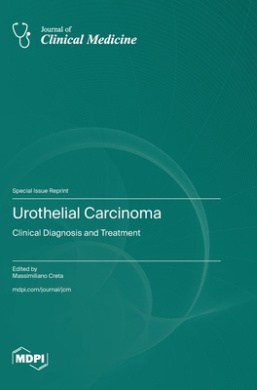 Journal of
Clinical Medicine
Special Issue Reprint
Urothelial Carcinoma
Clinical Diagnosis and Treatment
Edited by
Massimiliano Creta
mdpi.com/journal/jcm
MDPI